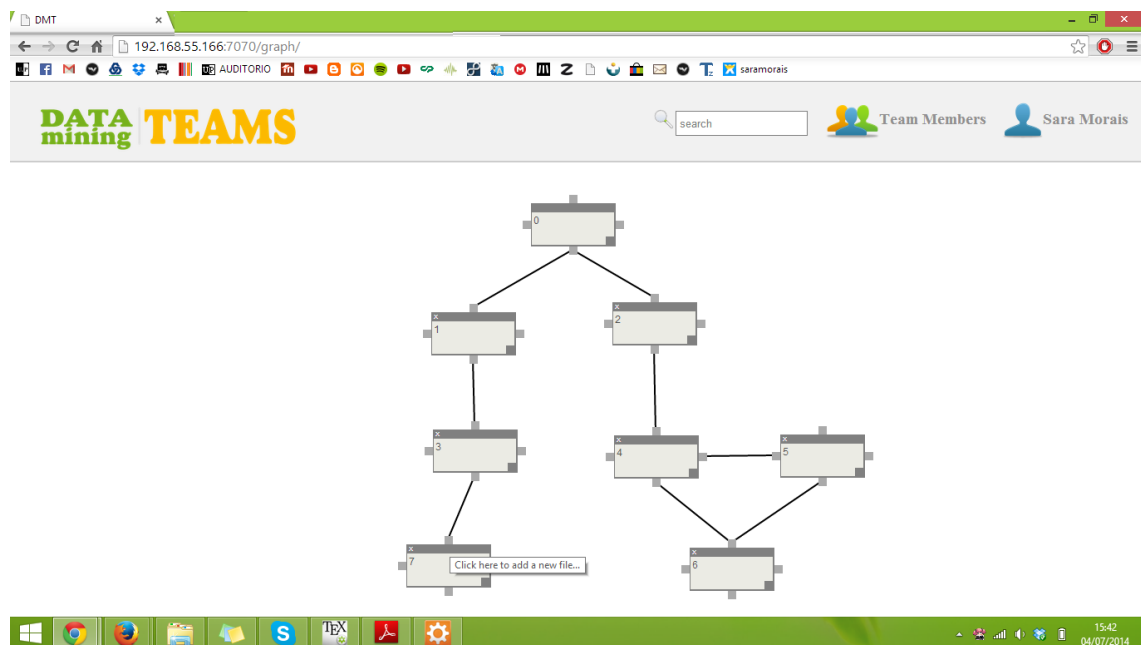 DMT
192.168.55.166:7070/graph/
AUDITORIO
saramorais
DATA
mining
TEAMS
search
Team Members
Sara Morais
0
x
1
x
2
x
3
x
4
x
5
x
7
Click here to add a new file...
x
6
15:42
04/07/2014